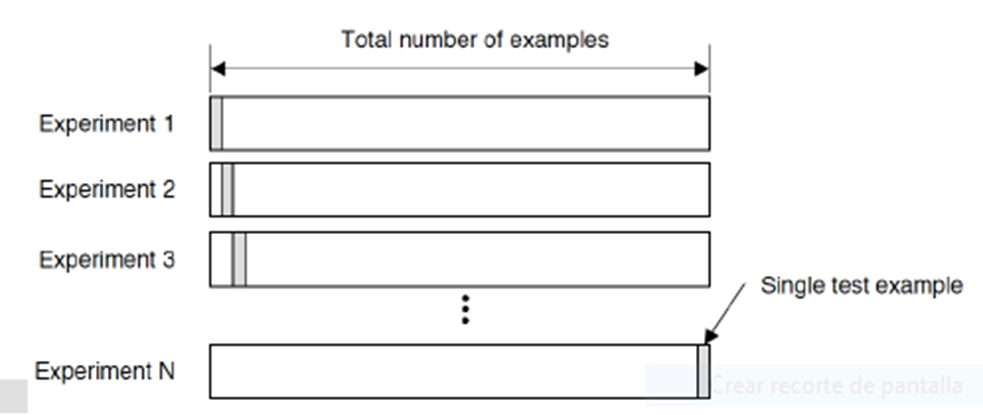 Total number of examples
Experiment 1
Experiment 2
Experiment 3
Single test example
Experiment N
Crear recorte de pantalla